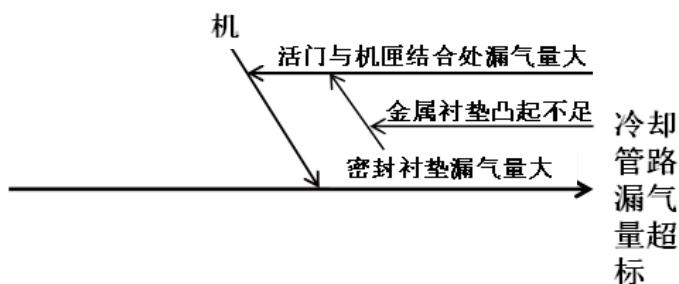 机
活门与机匣结合处漏气量大
金属衬垫凸起不足
密封衬垫漏气量大
冷却
管路
漏气
量超
标